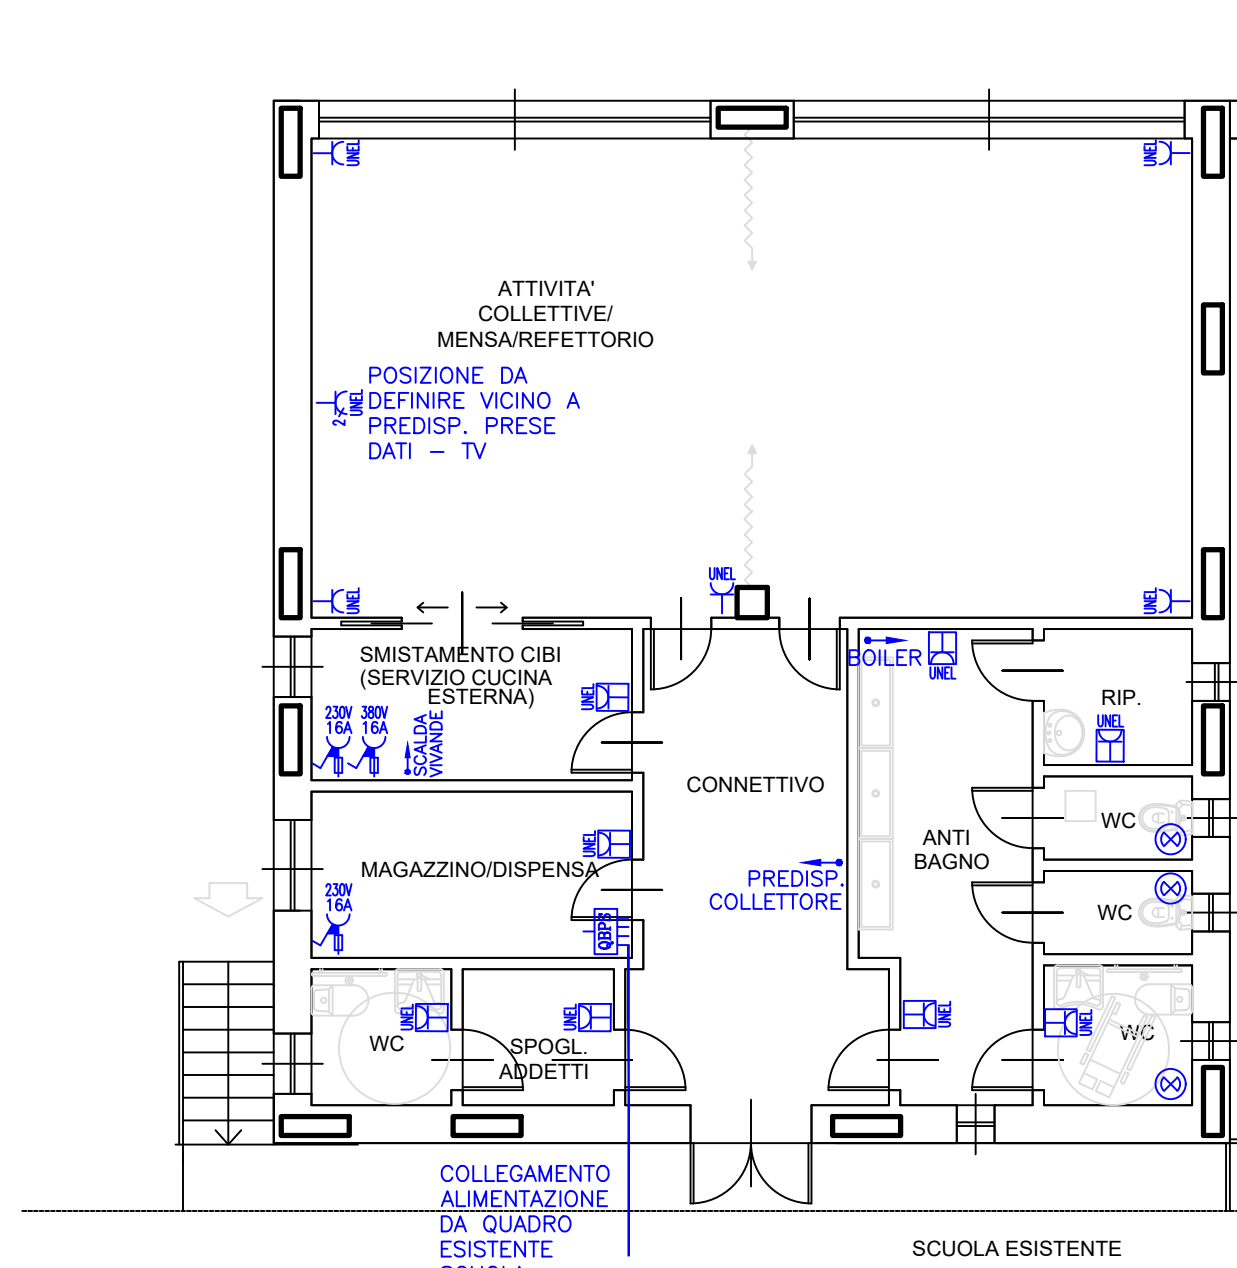 UNEL
UNEL
ATTIVITA'
COLLETTIVE/
MENSA/REFETTORIO
2x
UNEL
POSIZIONE DA
DEFINIRE VICINO A
PREDISP. PRESE
DATI – TV
UNEL
UNEL
UNEL
SMISTAMENTO CIBI
(SERVIZIO CUCINA
ESTERNA)
UNEL
230V
16A
380V
16A
SCALDA
VIVANDE
BOILER
UNEL
RIP.
UNEL
CONNETTIVO
UNEL
MAGAZZINO/DISPENSA
230V
16A
QBPS
PREDISP.
COLLETTORE
ANTI
BAGNO
WC
WC
UNEL
WC
UNEL
SPOGL.
ADDETTI
UNEL
UNEL
WC
COLLEGAMENTO
ALIMENTAZIONE
DA QUADRO
ESISTENTE
SCUOLA
SCUOLA ESISTENTE